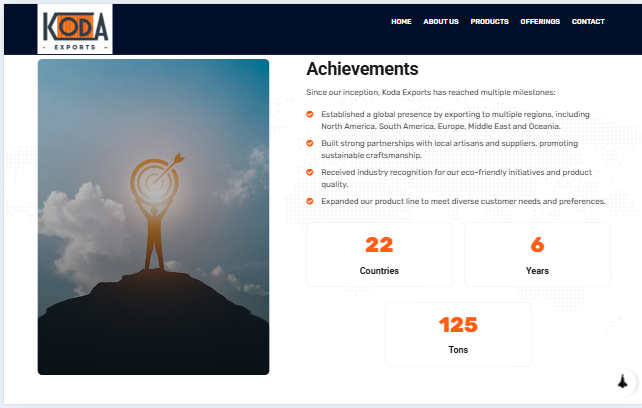 KODA
- EXPORTS -
HOME ABOUT US PRODUCTS OFFERINGS CONTACT
Achievements
Since our inception, Koda Exports has reached multiple milestones:
Established a global presence by exporting to multiple regions, including
North America, South America, Europe, Middle East and Oceania.
Built strong partnerships with local artisans and suppliers, promoting
sustainable craftsmanship.
Received industry recognition for our eco-friendly initiatives and product
quality.
Expanded our product line to meet diverse customer needs and preferences.
22
Countries
6
Years
125
Tons